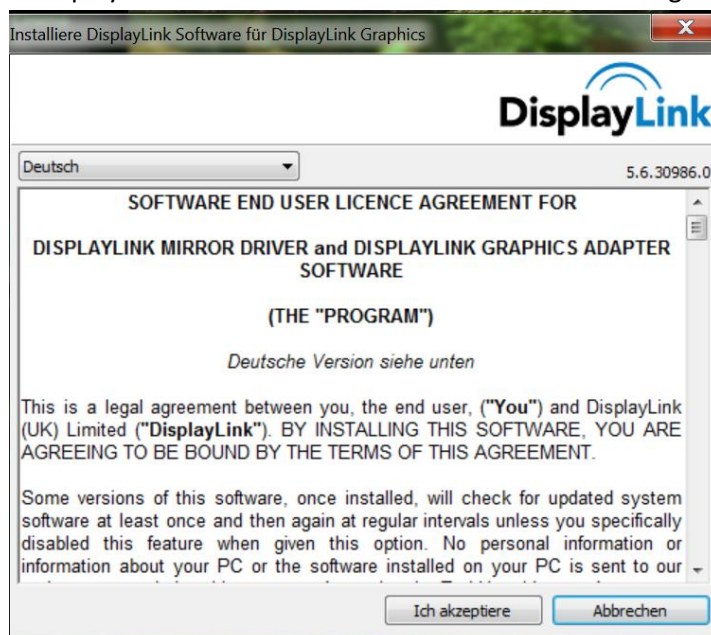 Installiere DisplayLink Software für DisplayLink Graphics
DisplayLink
Deutsch
5.6.30986.0
SOFTWARE END USER LICENCE AGREEMENT FOR
DISPLAYLINK MIRROR DRIVER and DISPLAYLINK GRAPHICS ADAPTER
SOFTWARE
(THE "PROGRAM")
Deutsche Version siehe unten
This is a legal agreement between you, the end user, ("You") and DisplayLink
(UK) Limited ("DisplayLink"). BY INSTALLING THIS SOFTWARE, YOU ARE
AGREEING TO BE BOUND BY THE TERMS OF THIS AGREEMENT.
Some versions of this software, once installed, will check for updated system
software at least once and then again at regular intervals unless you specifically
disabled this feature when given this option. No personal information or
information about your PC or the software installed on your PC is sent to our
Ich akzeptiere
Abbrechen